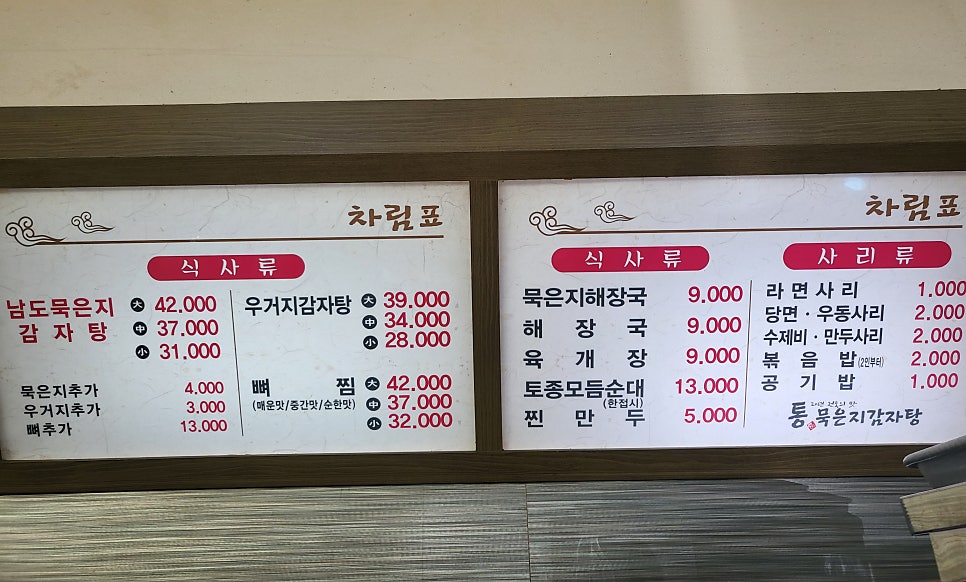 차림표
식사류
남도묵은지
감자탕
大 42.000
中 37.000
小 31.000
묵은지추가 4.000
우거지추가 3.000
뼈추가 13.000
우거지감자탕
大 39.000
中 34.000
小 28.000
뼈찜
(매운맛/중간맛/순한맛)
大 42.000
中 37.000
小 32.000
차림표
식사류
묵은지해장국 9.000
해장국 9.000
육개장 9.000
토종모듬순대 13.000
(한접시)
찐만두 5.000
사리류
라면사리 1.000
당면·우동사리 2.000
수제비·만두사리 2.000
볶음밥(2인부터) 2.000
공기밥 1.000
통 묵은지감자탕